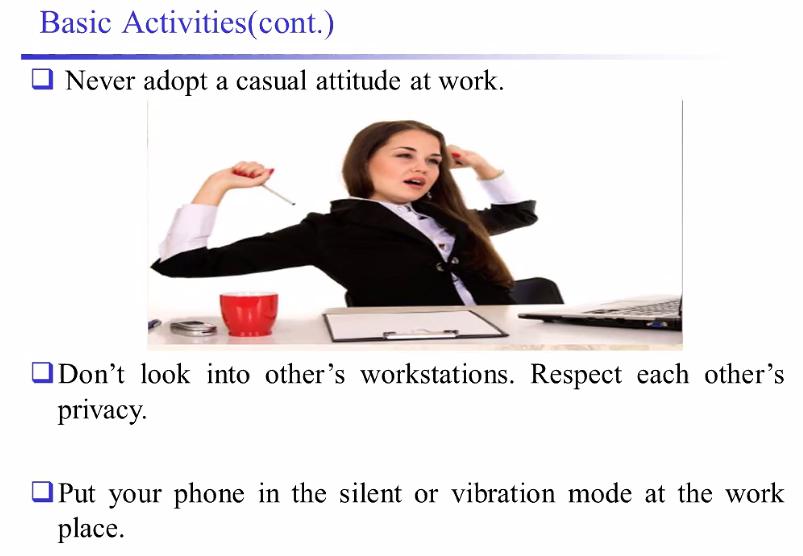 Basic Activities(cont.)
Never adopt a casual attitude at work.
Don’t look into other’s workstations. Respect each other’s
privacy.
Put your phone in the silent or vibration mode at the work
place.